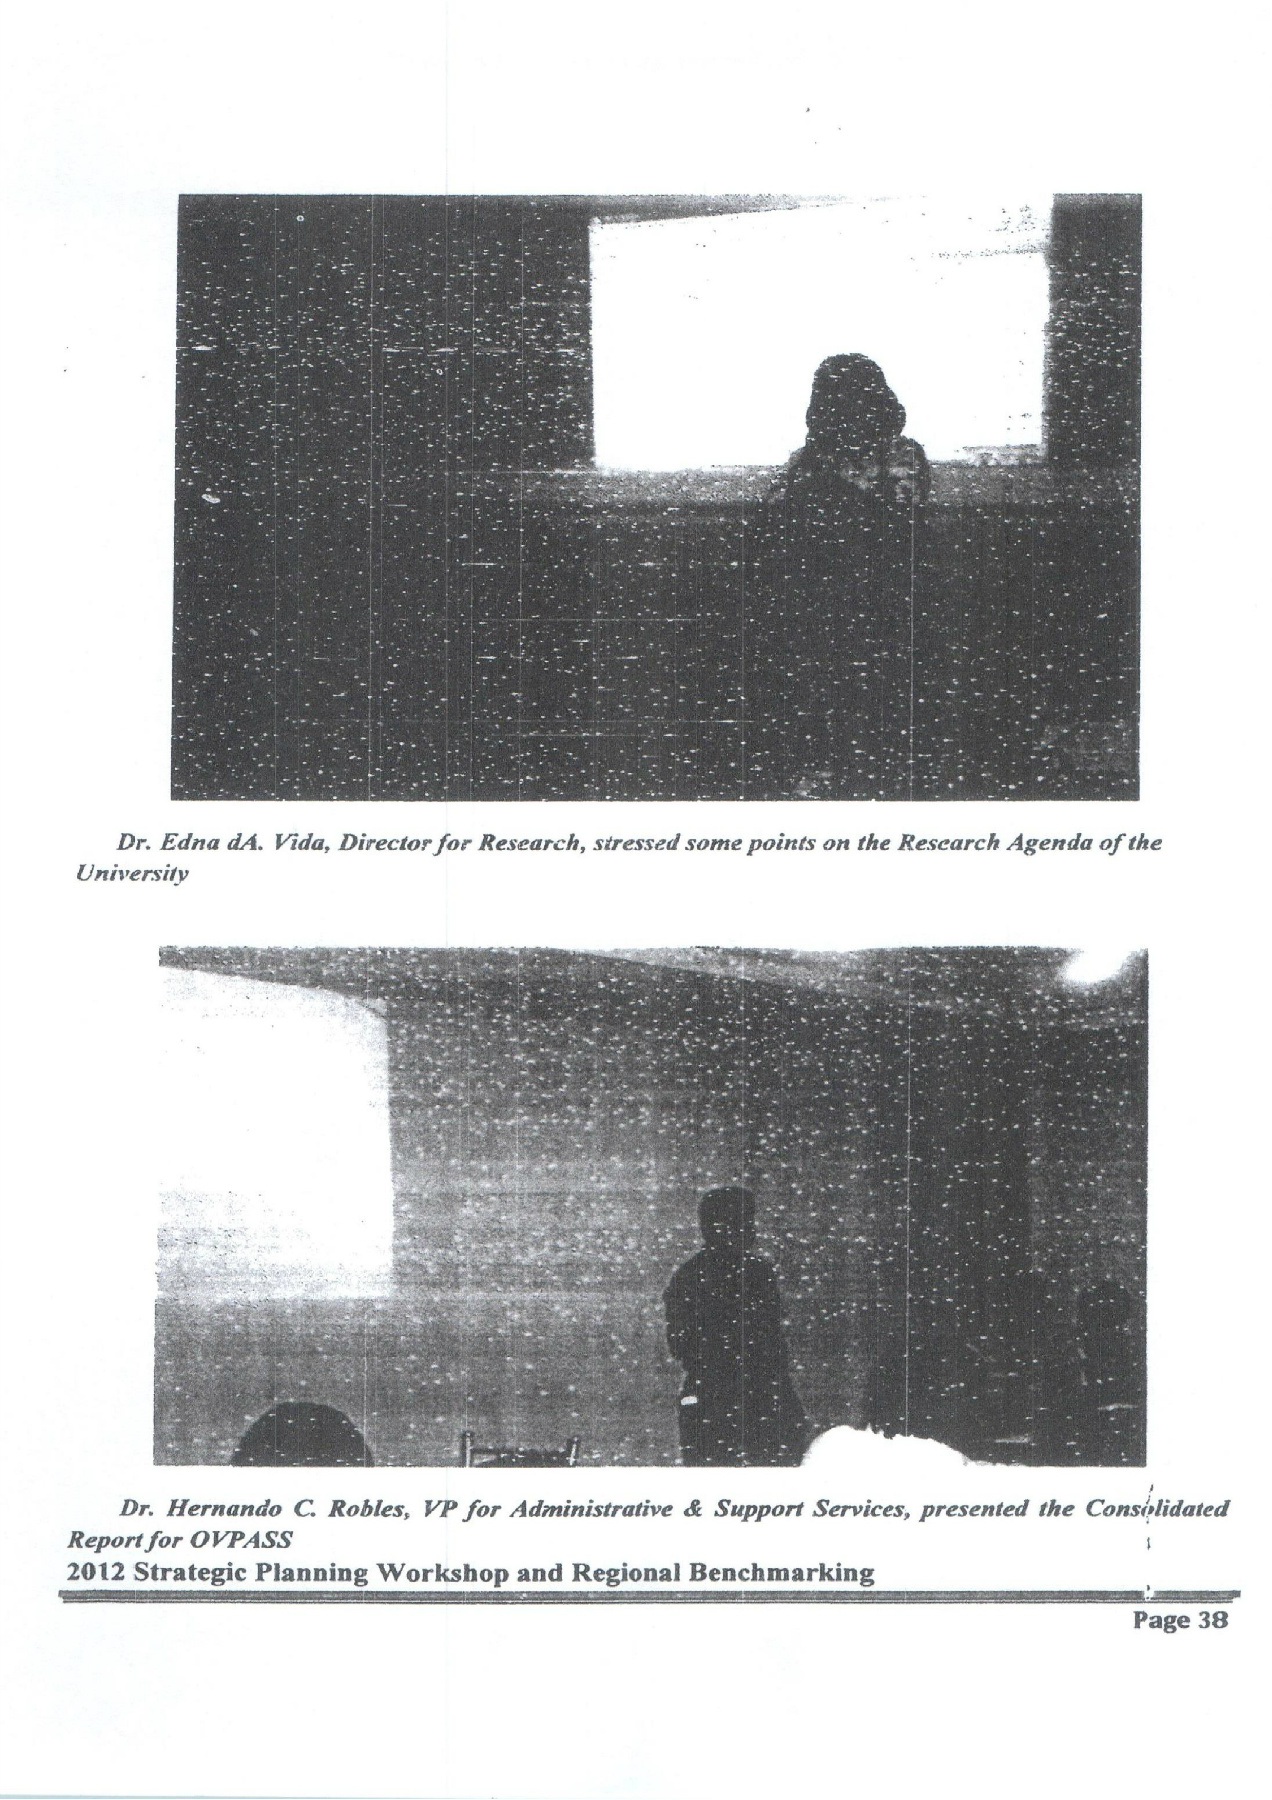 Dr. Edna dA. Vida, Director for Research, stressed some points on the Research Agenda of the
University
Dr. Hernando C. Robles, VP for Administrative & Support Services, presented the Consolidated
Report for OVPASS
2012 Strategic Planning Workshop and Regional Benchmarking
Page 38